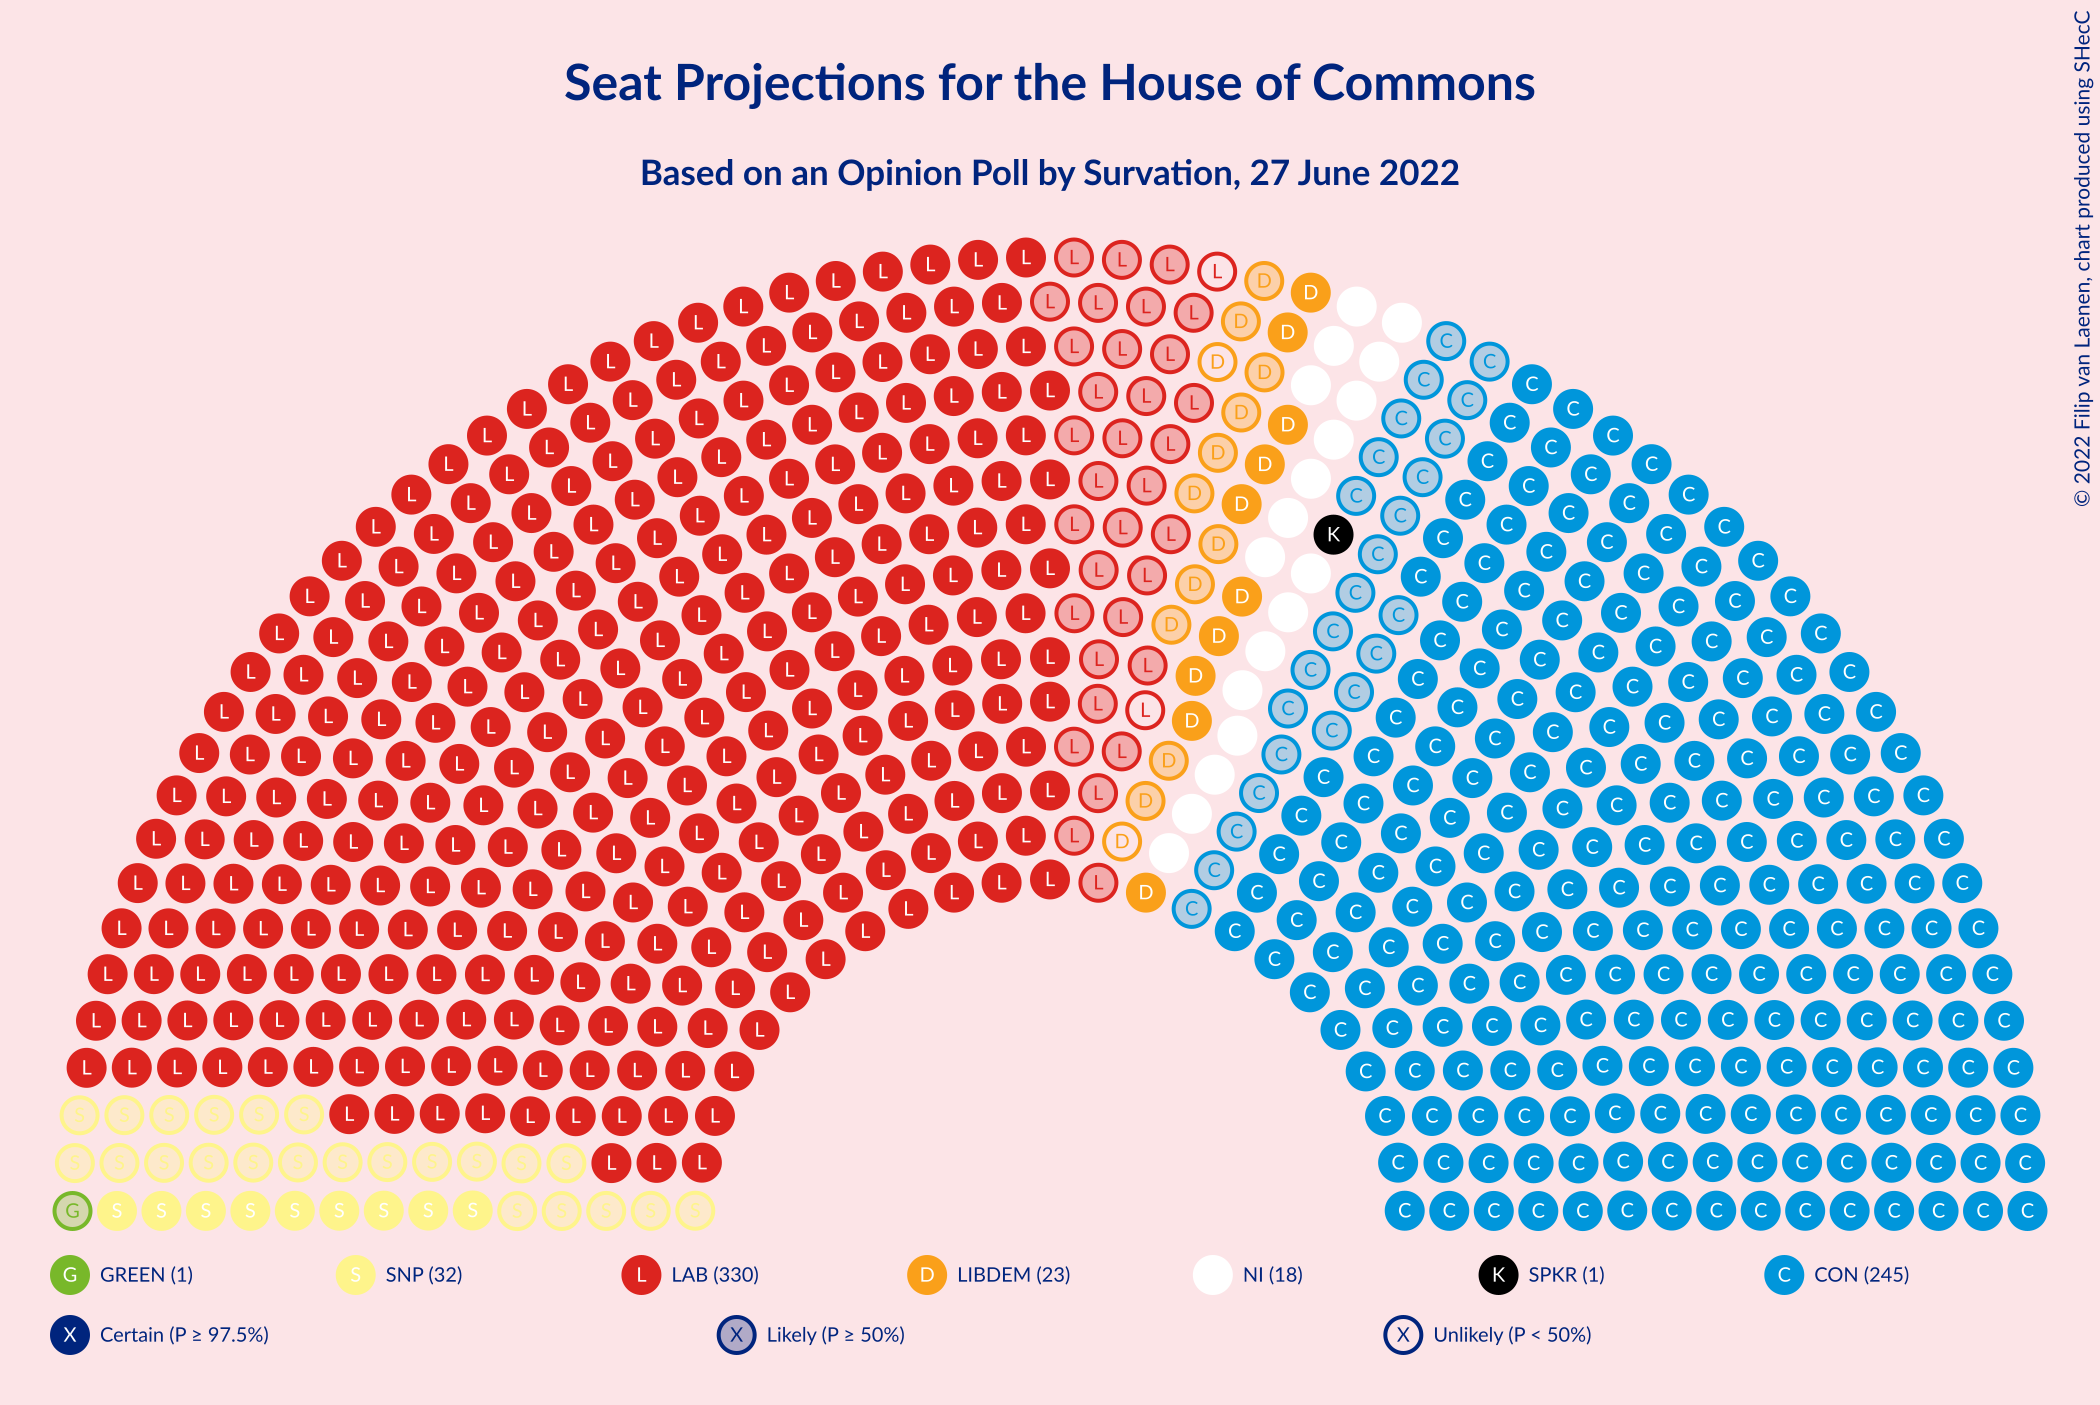 Seat Projections for the House of Commons
Based on an Opinion Poll by Survation, 27 June 2022
© 2022 Filip van Laenen, chart produced using SHecC
G GREEN (1)
S SNP (32)
L LAB (330)
D LIBDEM (23)
NI (18)
K SPKR (1)
C CON (245)
X Certain (P ≥ 97.5%)
X Likely (P ≥ 50%)
X Unlikely (P < 50%)